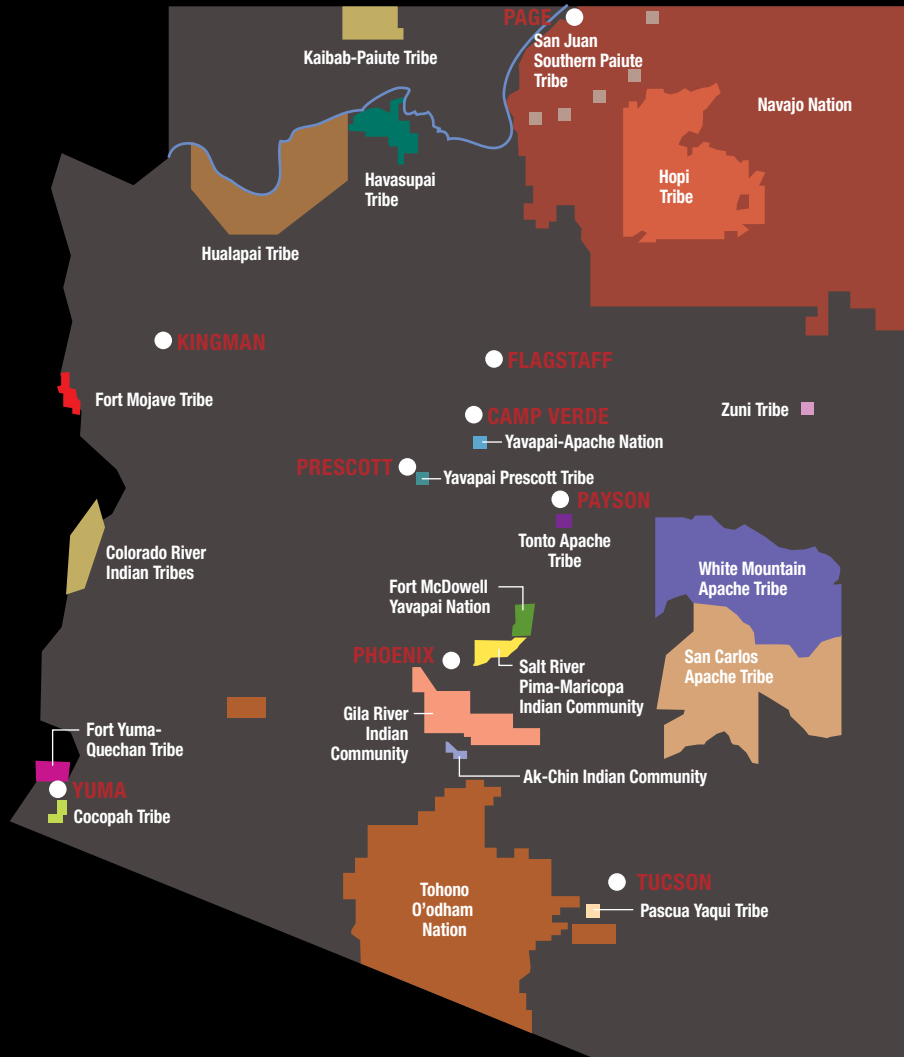 PAGE
San Juan
Southern Paiute
Tribe
Kaibab-Paiute Tribe
Navajo Nation
Havasupai
Tribe
Hopi
Tribe
Hualapai Tribe
KINGMAN
FLAGSTAFF
Fort Mojave Tribe
CAMP VERDE
Zuni Tribe
Yavapai-Apache Nation
PRESCOTT
Yavapai Prescott Tribe
PAYSON
Tonto Apache
Tribe
Colorado River
Indian Tribes
White Mountain
Apache Tribe
Fort McDowell
Yavapai Nation
PHOENIX
San Carlos
Apache Tribe
Salt River
Pima-Maricopa
Indian Community
Gila River
Indian
Community
Fort Yuma-
Quechan Tribe
Ak-Chin Indian Community
YUMA
Cocopah Tribe
TUCSON
Tohono
O'odham
Nation
Pascua Yaqui Tribe